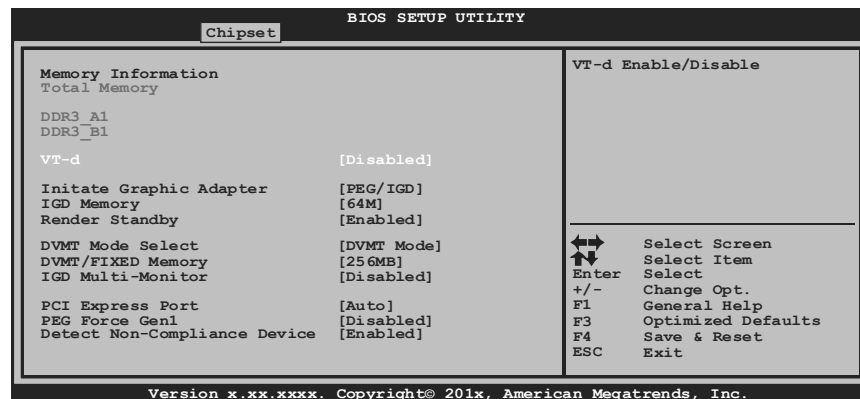 BIOS SETUP UTILITY
Chipset
Memory Information
Total Memory
DDR3_A1
DDR3_B1
VT-d [Disabled]
Initate Graphic Adapter [PEG/IGD]
IGD Memory [64M]
Render Standby [Enabled]
DVMT Mode Select [DVMT Mode]
DVMT/FIXED Memory [256MB]
IGD Multi-Monitor [Disabled]
PCI Express Port [Auto]
PEG Force Gen1 [Disabled]
Detect Non-Compliance Device [Enabled]
VT-d Enable/Disable
Select Screen
Select Item
Enter Select
+/- Change Opt.
F1 General Help
F3 Optimized Defaults
F4 Save & Reset
ESC Exit
Version x.xx.xxxx. Copyright© 201x, American Megatrends, Inc.